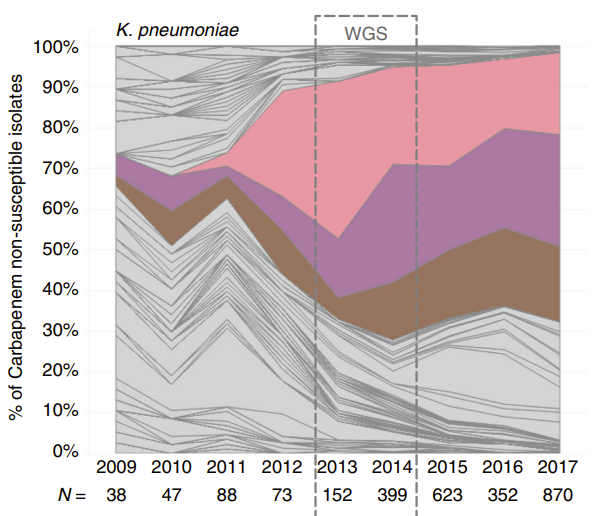 K. pneumoniae
WGS
% of Carbapenem non-susceptible isolates
100%
90%
80%
70%
60%
50%
40%
30%
20%
10%
0%
2009 2010 2011 2012 2013 2014 2015 2016 2017
N = 38 47 88 73 152 399 623 352 870